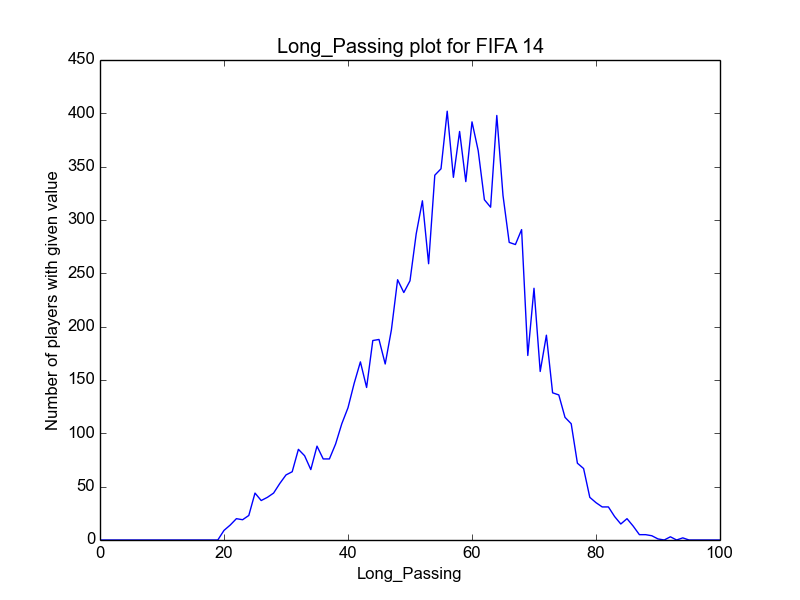 Long_Passing plot for FIFA 14
450
400
350
300
250
200
150
100
50
0
Number of players with given value
0 20 40 60 80 100
Long_Passing